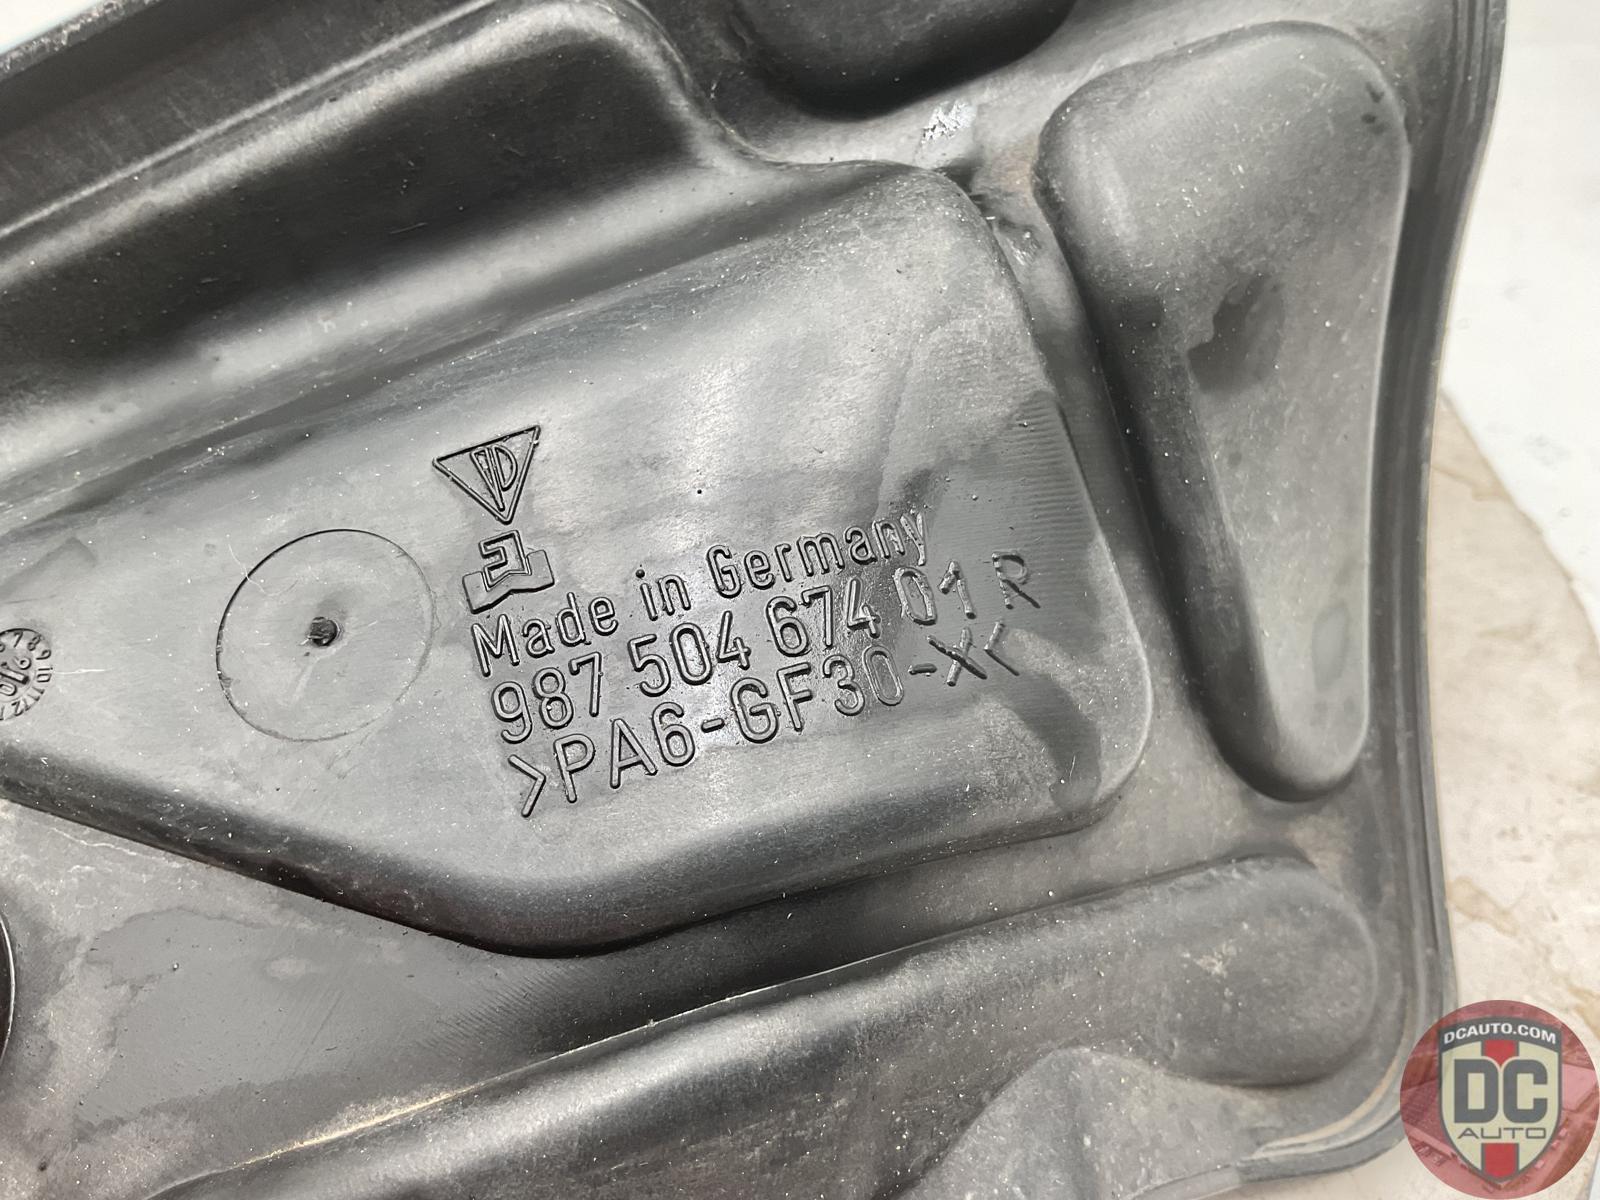 Made in Germany
987 504 674 01 R
>PA6-GF30-X<
DCAUTO.COM
DC
AUTO